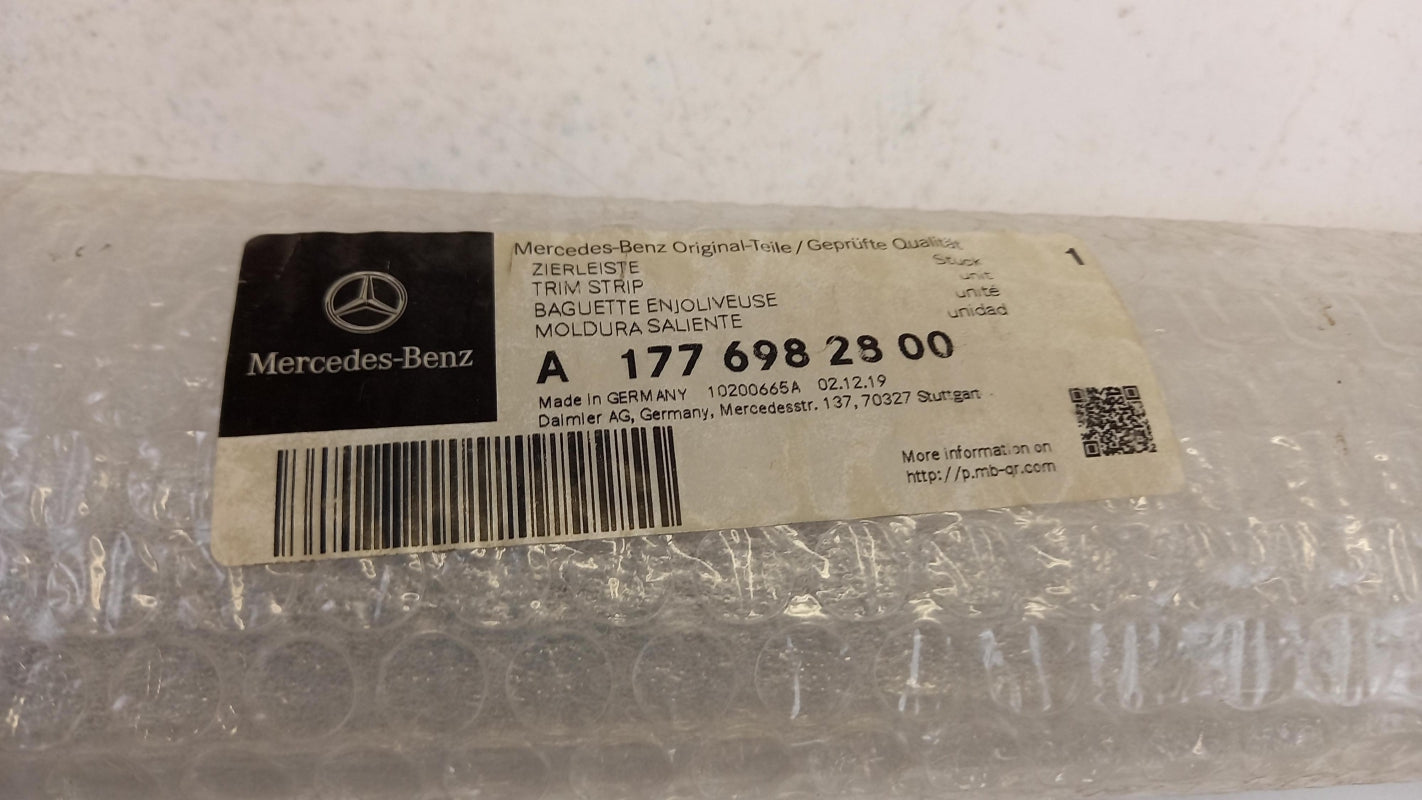 Mercedes-Benz
Mercedes-Benz Original-Teile / Geprüfte Qualität
1
ZIERLEISTE
Stück
TRIM STRIP
unit
BAGUETTE ENJOLIVEUSE
unité
MOLDURA SALIENTE
unidad
A 177 698 28 00
Made in GERMANY 10200665A 02.12.19
Daimler AG, Germany, Mercedesstr. 137, 70327 Stuttgart
More information on
http://p.mb-qr.com